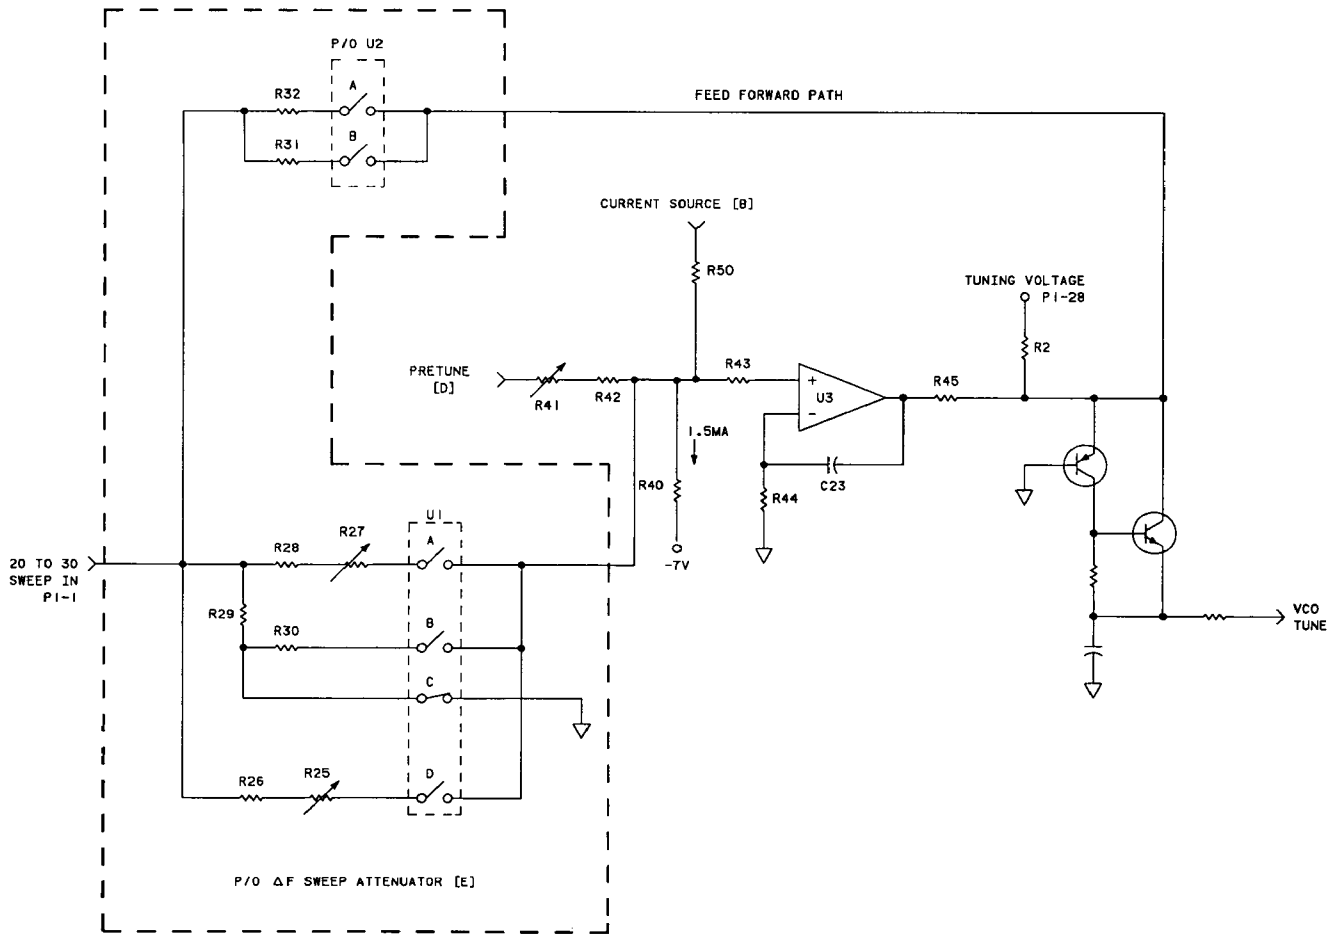 P/O U2
A
R32
FEED FORWARD PATH
B
R31
CURRENT SOURCE [B]
R50
TUNING VOLTAGE
P1-28
R2
PRETUNE
[D]
R41
R42
R43
+
U3
−
R45
1.5MA
R40
C23
R44
-7V
U1
20 TO 30
SWEEP IN
P1-1
R28
R27
A
R29
R30
B
C
VCO
TUNE
R26
R25
D
P/O ΔF SWEEP ATTENUATOR [E]